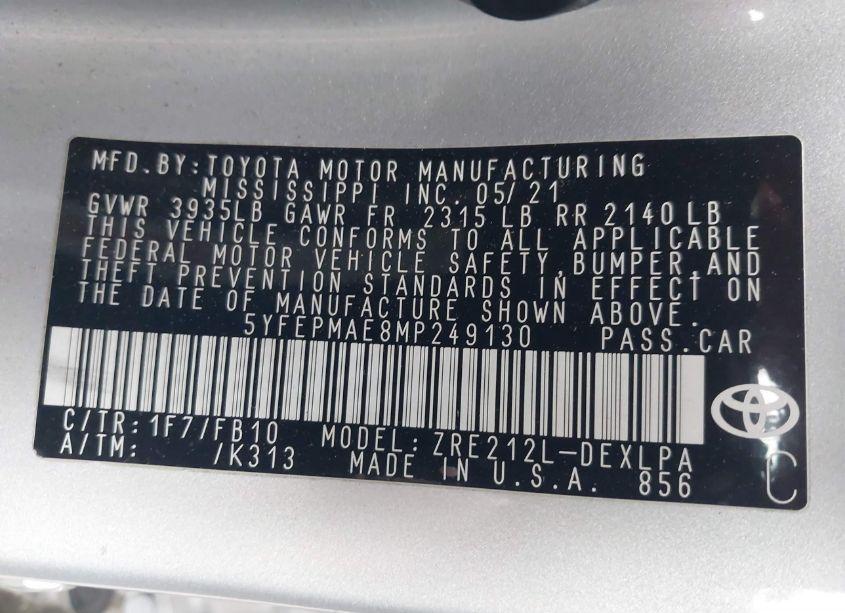 MFD.BY:TOYOTA MOTOR MANUFACTURING
MISSISSIPPI INC. 05/21
GVWR 3935LB GAWR FR 2315 LB RR 2140 LB
THIS VEHICLE CONFORMS TO ALL APPLICABLE
FEDERAL MOTOR VEHICLE SAFETY,BUMPER,AND
THEFT PREVENTION STANDARDS IN EFFECT ON
THE DATE OF MANUFACTURE SHOWN ABOVE.
5YFEPMAE8MP249130 PASS.CAR
C/TR: 1F7/FB10 MODEL: ZRE212L-DEXLPA
A/TM: /K313 MADE IN U.S.A. 856
C